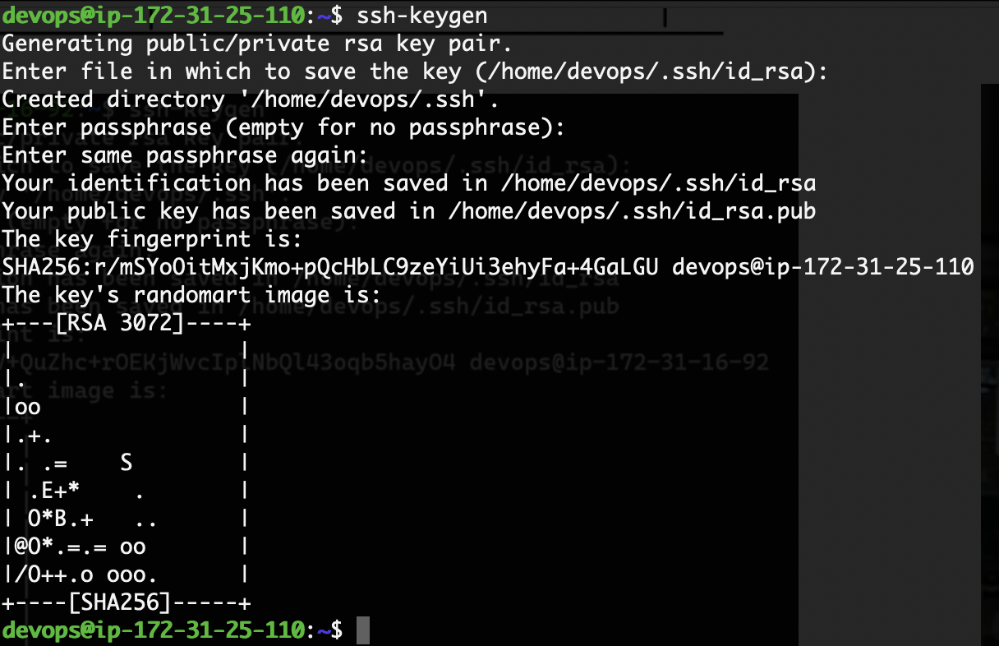 devops@ip-172-31-25-110:~$ ssh-keygen
Generating public/private rsa key pair.
Enter file in which to save the key (/home/devops/.ssh/id_rsa):
Created directory '/home/devops/.ssh'.
Enter passphrase (empty for no passphrase):
Enter same passphrase again:
Your identification has been saved in /home/devops/.ssh/id_rsa
Your public key has been saved in /home/devops/.ssh/id_rsa.pub
The key fingerprint is:
SHA256:r/mSYoOitMxjKmo+pQcHbLC9zeYiUi3ehyFa+4GaLGU devops@ip-172-31-25-110
The key's randomart image is:
+---[RSA 3072]----+
|                 |
|.                |
|oo               |
|.+.              |
|. .=    S        |
| .E+*    .       |
| O*B.+   ..      |
|@O*.=.= oo       |
|/O++.o ooo.      |
+----[SHA256]-----+
devops@ip-172-31-25-110:~$